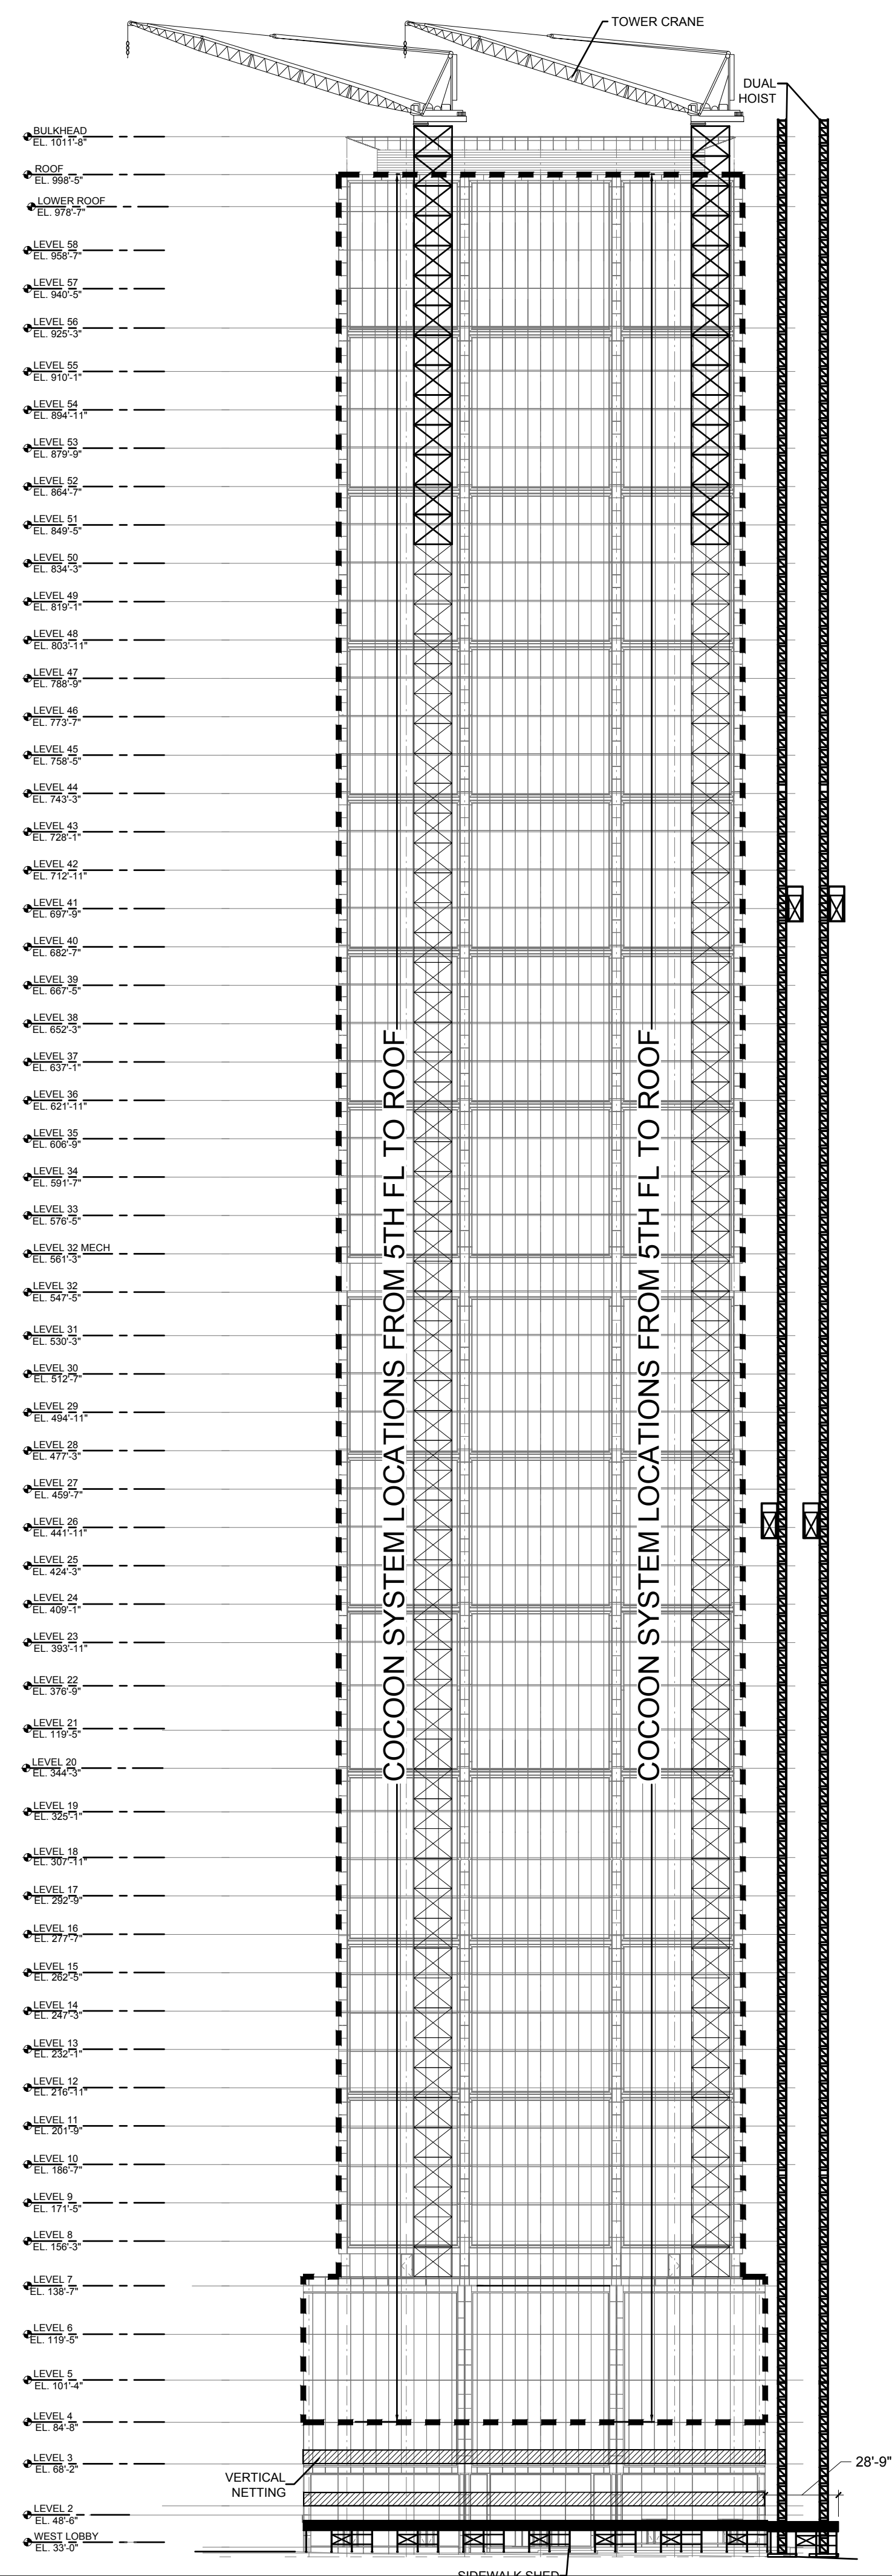 TOWER CRANE
DUAL
HOIST
BULKHEAD
EL. 1011'-8"
ROOF
EL. 998'-5"
LOWER ROOF
EL. 978'-7"
LEVEL 58
EL. 958'-7"
LEVEL 57
EL. 940'-5"
LEVEL 56
EL. 925'-3"
LEVEL 55
EL. 910'-1"
LEVEL 54
EL. 894'-11"
LEVEL 53
EL. 879'-9"
LEVEL 52
EL. 864'-7"
LEVEL 51
EL. 849'-5"
LEVEL 50
EL. 834'-3"
LEVEL 49
EL. 819'-1"
LEVEL 48
EL. 803'-11"
LEVEL 47
EL. 788'-9"
LEVEL 46
EL. 773'-7"
LEVEL 45
EL. 758'-5"
LEVEL 44
EL. 743'-3"
LEVEL 43
EL. 728'-1"
LEVEL 42
EL. 712'-11"
LEVEL 41
EL. 697'-9"
LEVEL 40
EL. 682'-7"
LEVEL 39
EL. 667'-5"
LEVEL 38
EL. 652'-3"
LEVEL 37
EL. 637'-1"
LEVEL 36
EL. 621'-11"
LEVEL 35
EL. 606'-9"
LEVEL 34
EL. 591'-7"
LEVEL 33
EL. 576'-5"
LEVEL 32 MECH
EL. 561'-3"
LEVEL 32
EL. 547'-5"
LEVEL 31
EL. 530'-3"
LEVEL 30
EL. 512'-7"
LEVEL 29
EL. 494'-11"
LEVEL 28
EL. 477'-3"
LEVEL 27
EL. 459'-7"
LEVEL 26
EL. 441'-11"
LEVEL 25
EL. 424'-3"
LEVEL 24
EL. 409'-1"
LEVEL 23
EL. 393'-11"
LEVEL 22
EL. 376'-9"
LEVEL 21
EL. 119'-5"
LEVEL 20
EL. 344'-3"
LEVEL 19
EL. 325'-1"
LEVEL 18
EL. 307'-11"
LEVEL 17
EL. 292'-9"
LEVEL 16
EL. 277'-7"
LEVEL 15
EL. 262'-5"
LEVEL 14
EL. 247'-3"
LEVEL 13
EL. 232'-1"
LEVEL 12
EL. 216'-11"
LEVEL 11
EL. 201'-9"
LEVEL 10
EL. 186'-7"
LEVEL 9
EL. 171'-5"
LEVEL 8
EL. 156'-3"
LEVEL 7
EL. 138'-7"
LEVEL 6
EL. 119'-5"
LEVEL 5
EL. 101'-4"
LEVEL 4
EL. 84'-8"
LEVEL 3
EL. 68'-2"
LEVEL 2
EL. 48'-6"
WEST LOBBY
EL. 33'-0"
COCOON SYSTEM LOCATIONS FROM 5TH FL TO ROOF
COCOON SYSTEM LOCATIONS FROM 5TH FL TO ROOF
VERTICAL
NETTING
28'-9"
SIDEWALK SHED